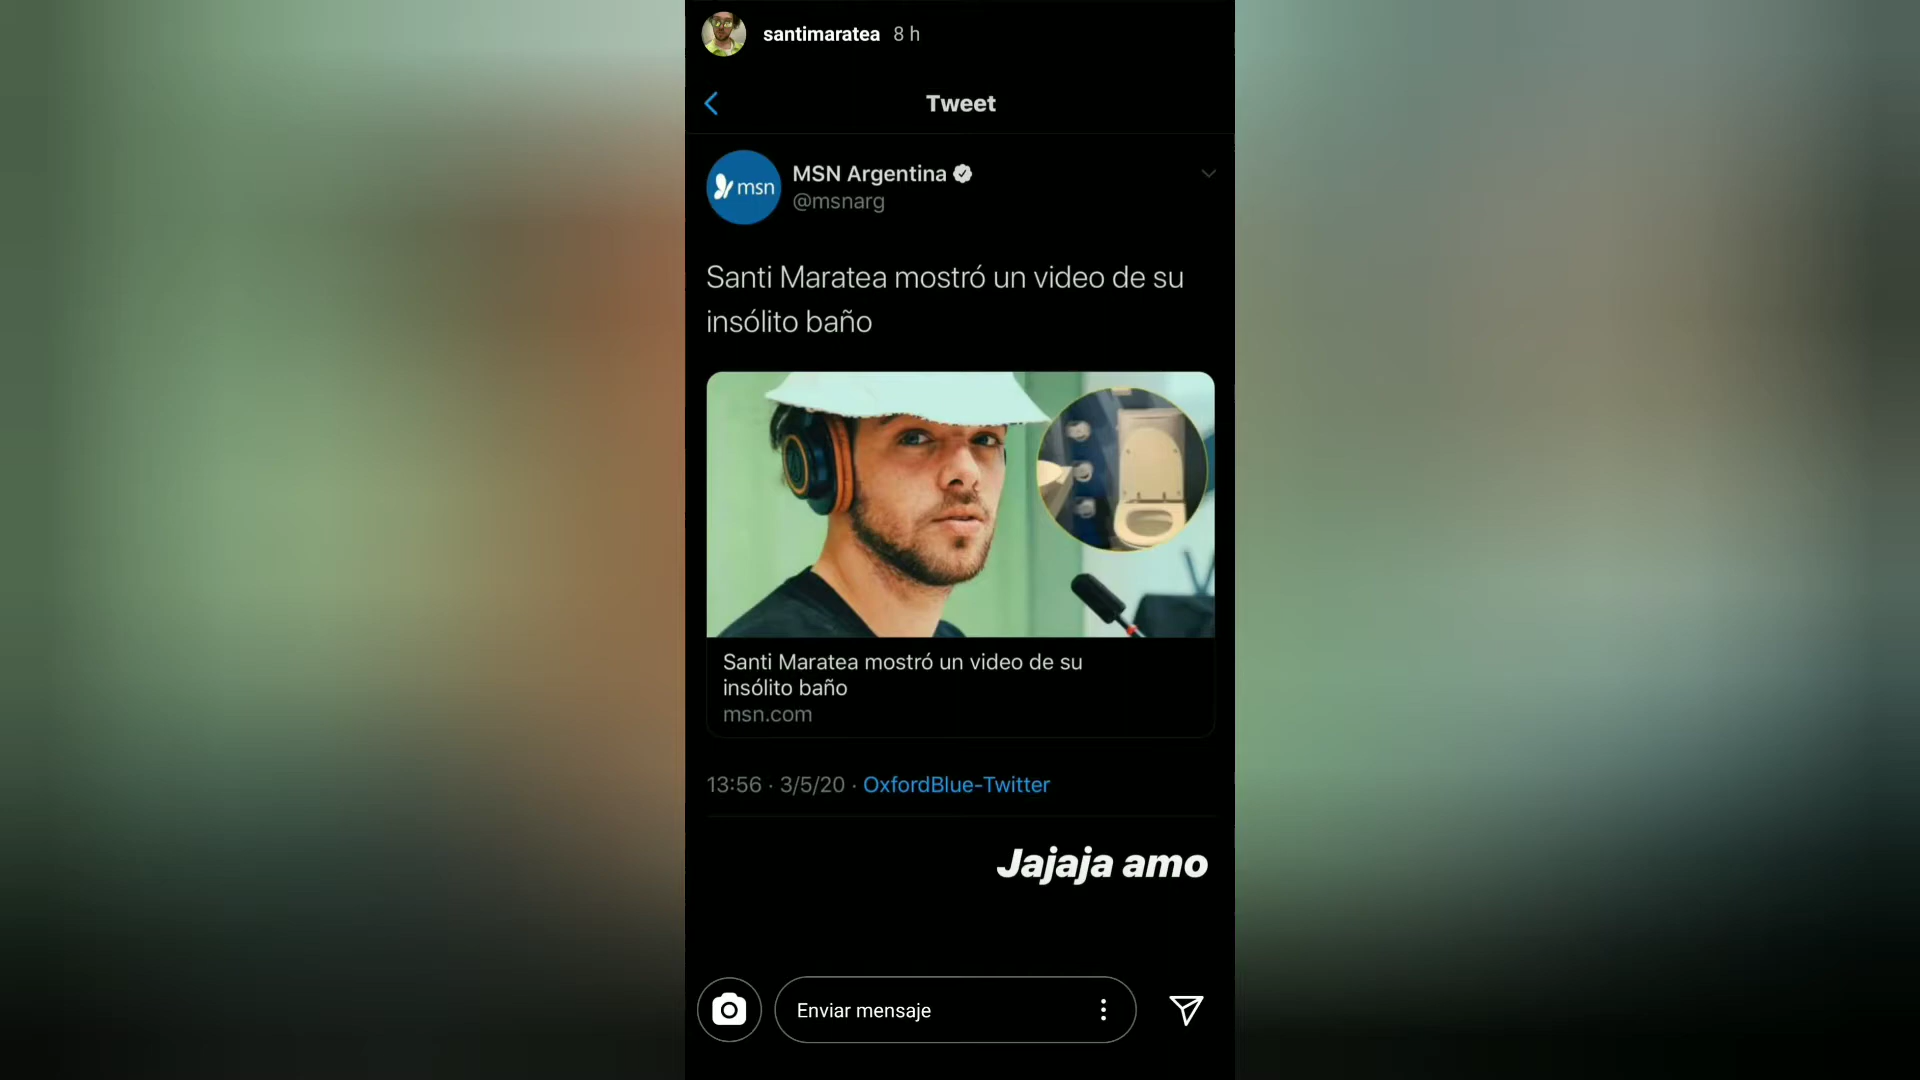 santimaratea 8 h
Tweet
msn
MSN Argentina
@msnarg
Santi Maratea mostró un video de su
insólito baño
Santi Maratea mostró un video de su
insólito baño
msn.com
13:56 · 3/5/20 · OxfordBlue-Twitter
Jajaja amo
Enviar mensaje